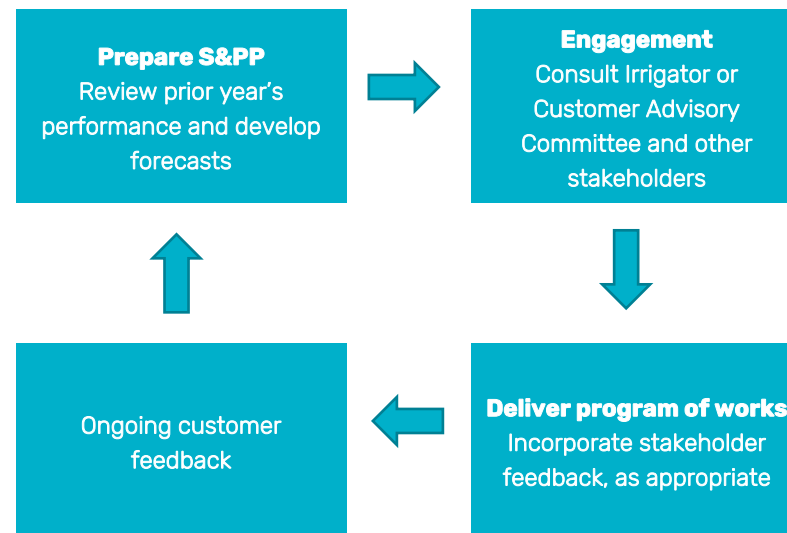 Prepare S&PP
Review prior year's
performance and develop
forecasts
Engagement
Consult Irrigator or
Customer Advisory
Committee and other
stakeholders
Ongoing customer
feedback
Deliver program of works
Incorporate stakeholder
feedback, as appropriate